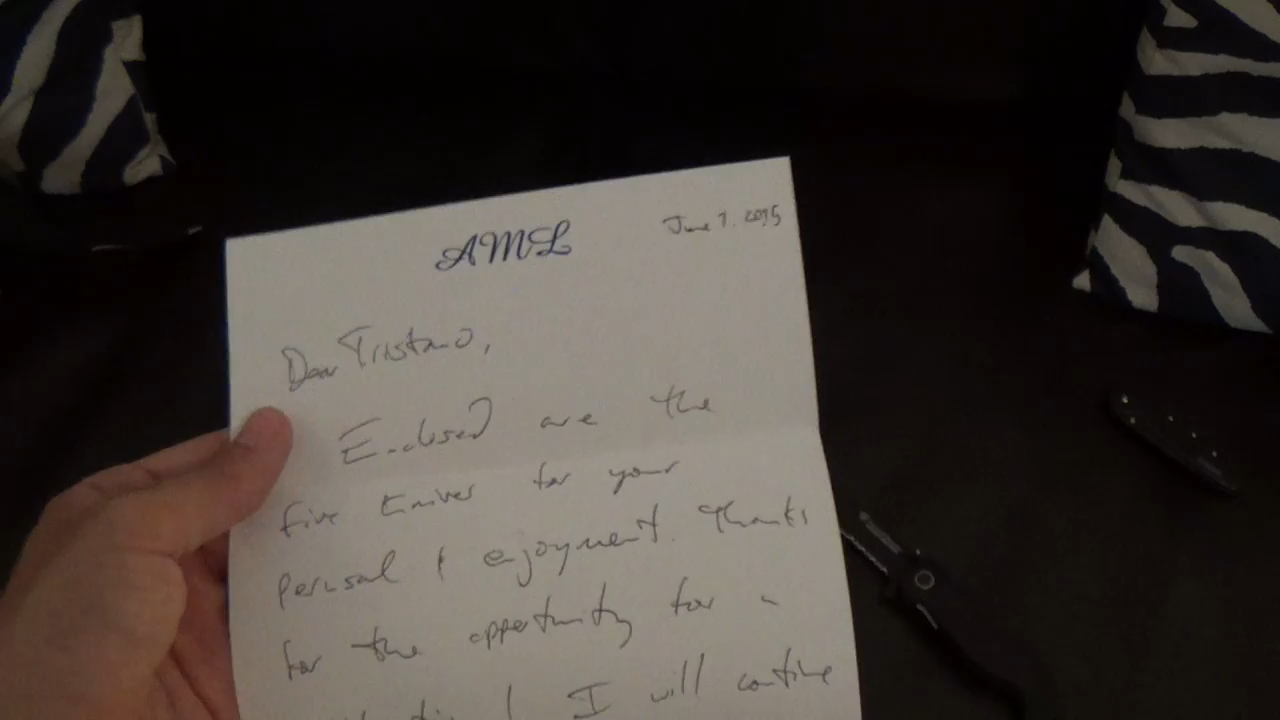 AML
June 7, 2015
Dear Tristano,
Enclosed are the
five knives for your
perusal & enjoyment. Thanks
for the opportunity for a
I will continue